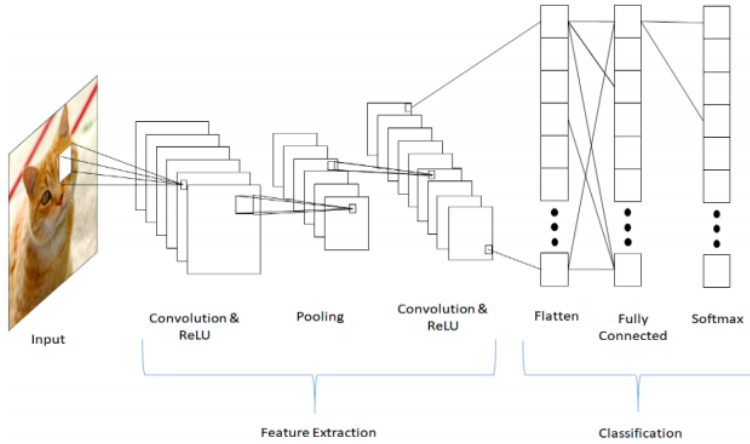 Input
Convolution &
ReLU
Pooling
Convolution &
ReLU
Flatten
Fully
Connected
Softmax
Feature Extraction
Classification